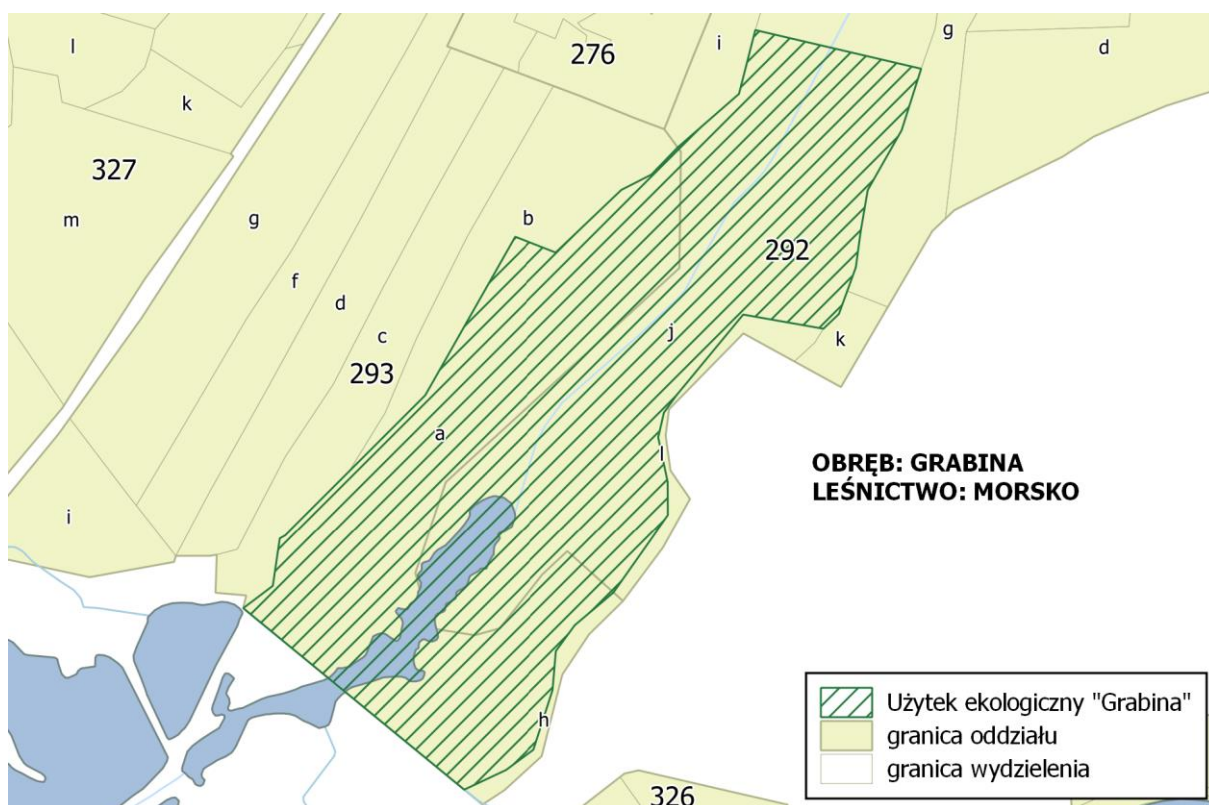 l
k
327
m
g
276
i
g
d
b
f
d
c
293
292
j
k
a
l
OBRĘB: GRABINA
LEŚNICTWO: MORSKO
i
h
326
Użytek ekologiczny "Grabina"
granica oddziału
granica wydzielenia